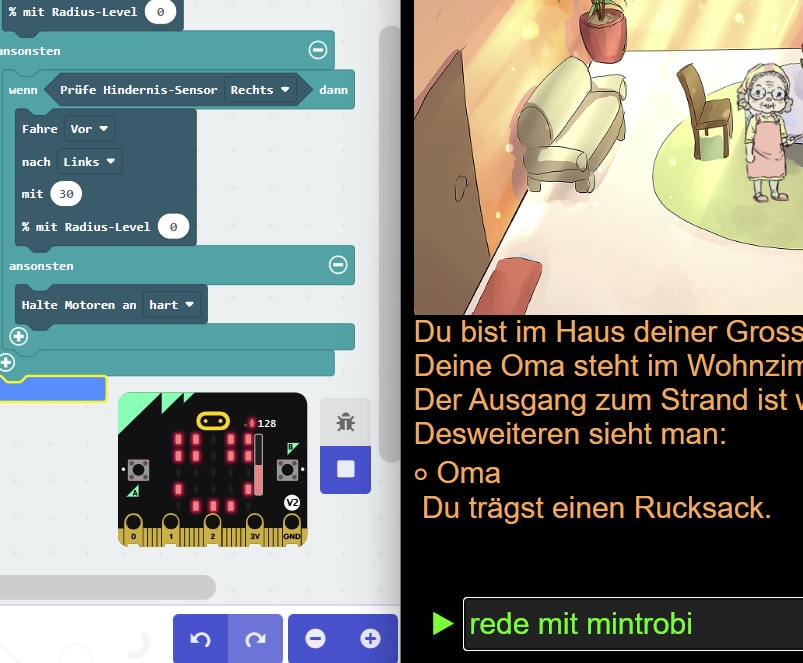 % mit Radius-Level 0
ansonsten
wenn Prüfe Hindernis-Sensor Rechts dann
Fahre Vor
nach Links
mit 30
% mit Radius-Level 0
ansonsten
Halte Motoren an hart
128
B
A
V2
0 1 2 3V GND
Du bist im Haus deiner Gross
Deine Oma steht im Wohnzim
Der Ausgang zum Strand ist w
Desweiteren sieht man:
Oma
Du trägst einen Rucksack.
rede mit mintrobi